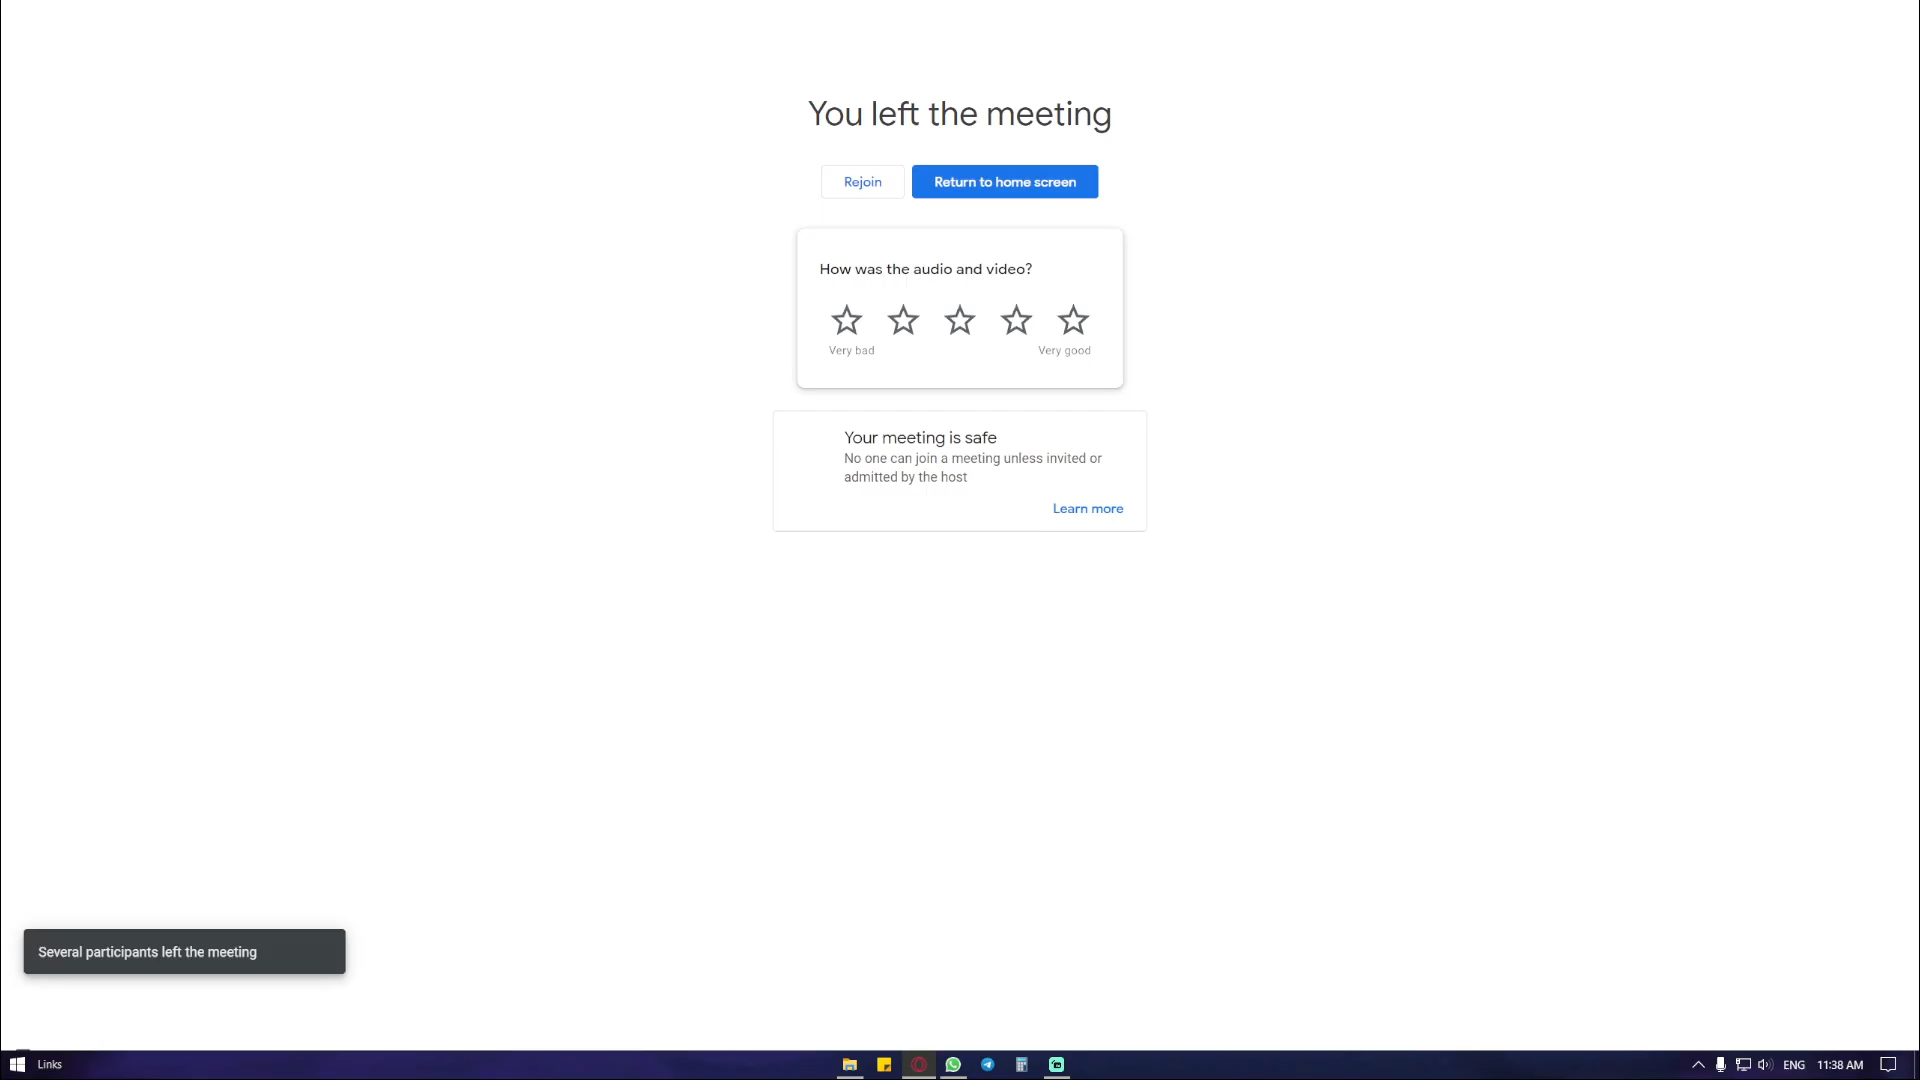 You left the meeting
Rejoin
Return to home screen
How was the audio and video?
Very bad
Very good
Your meeting is safe
No one can join a meeting unless invited or
admitted by the host
Learn more
Several participants left the meeting
Links
ENG
11:38 AM